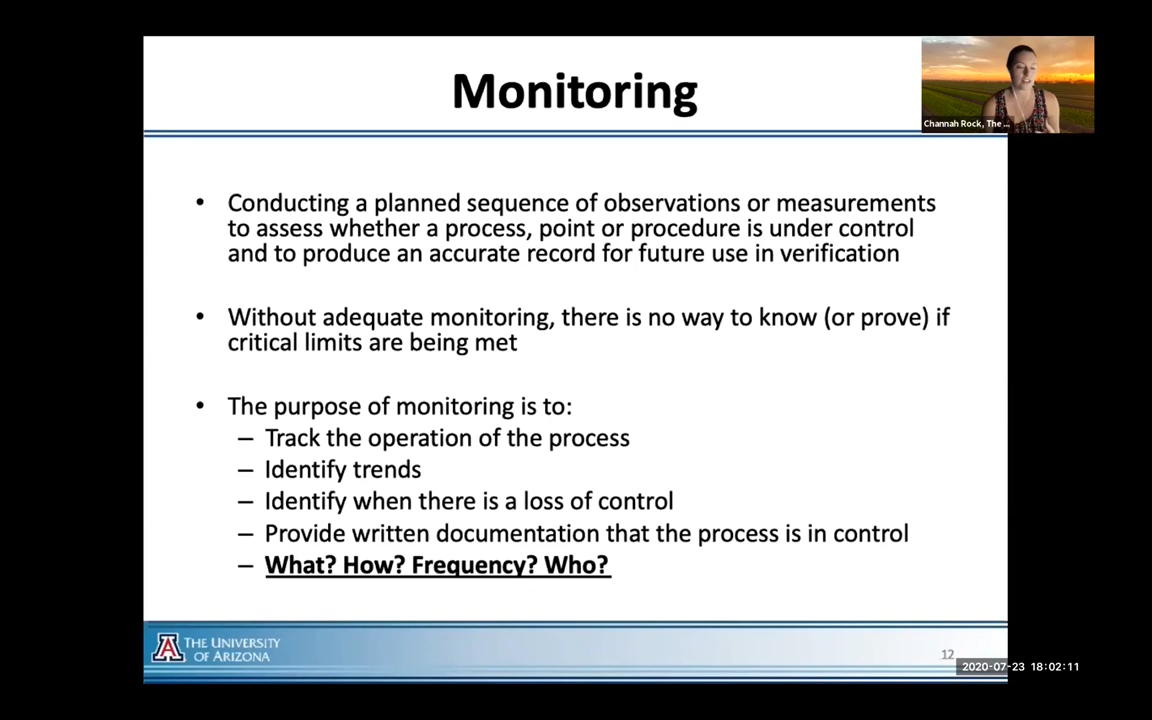 Monitoring
Channah Rock, The ...
• Conducting a planned sequence of observations or measurements
to assess whether a process, point or procedure is under control
and to produce an accurate record for future use in verification
• Without adequate monitoring, there is no way to know (or prove) if
critical limits are being met
• The purpose of monitoring is to:
– Track the operation of the process
– Identify trends
– Identify when there is a loss of control
– Provide written documentation that the process is in control
– What? How? Frequency? Who?
A
THE UNIVERSITY
OF ARIZONA
12
2020-07-23 18:02:11